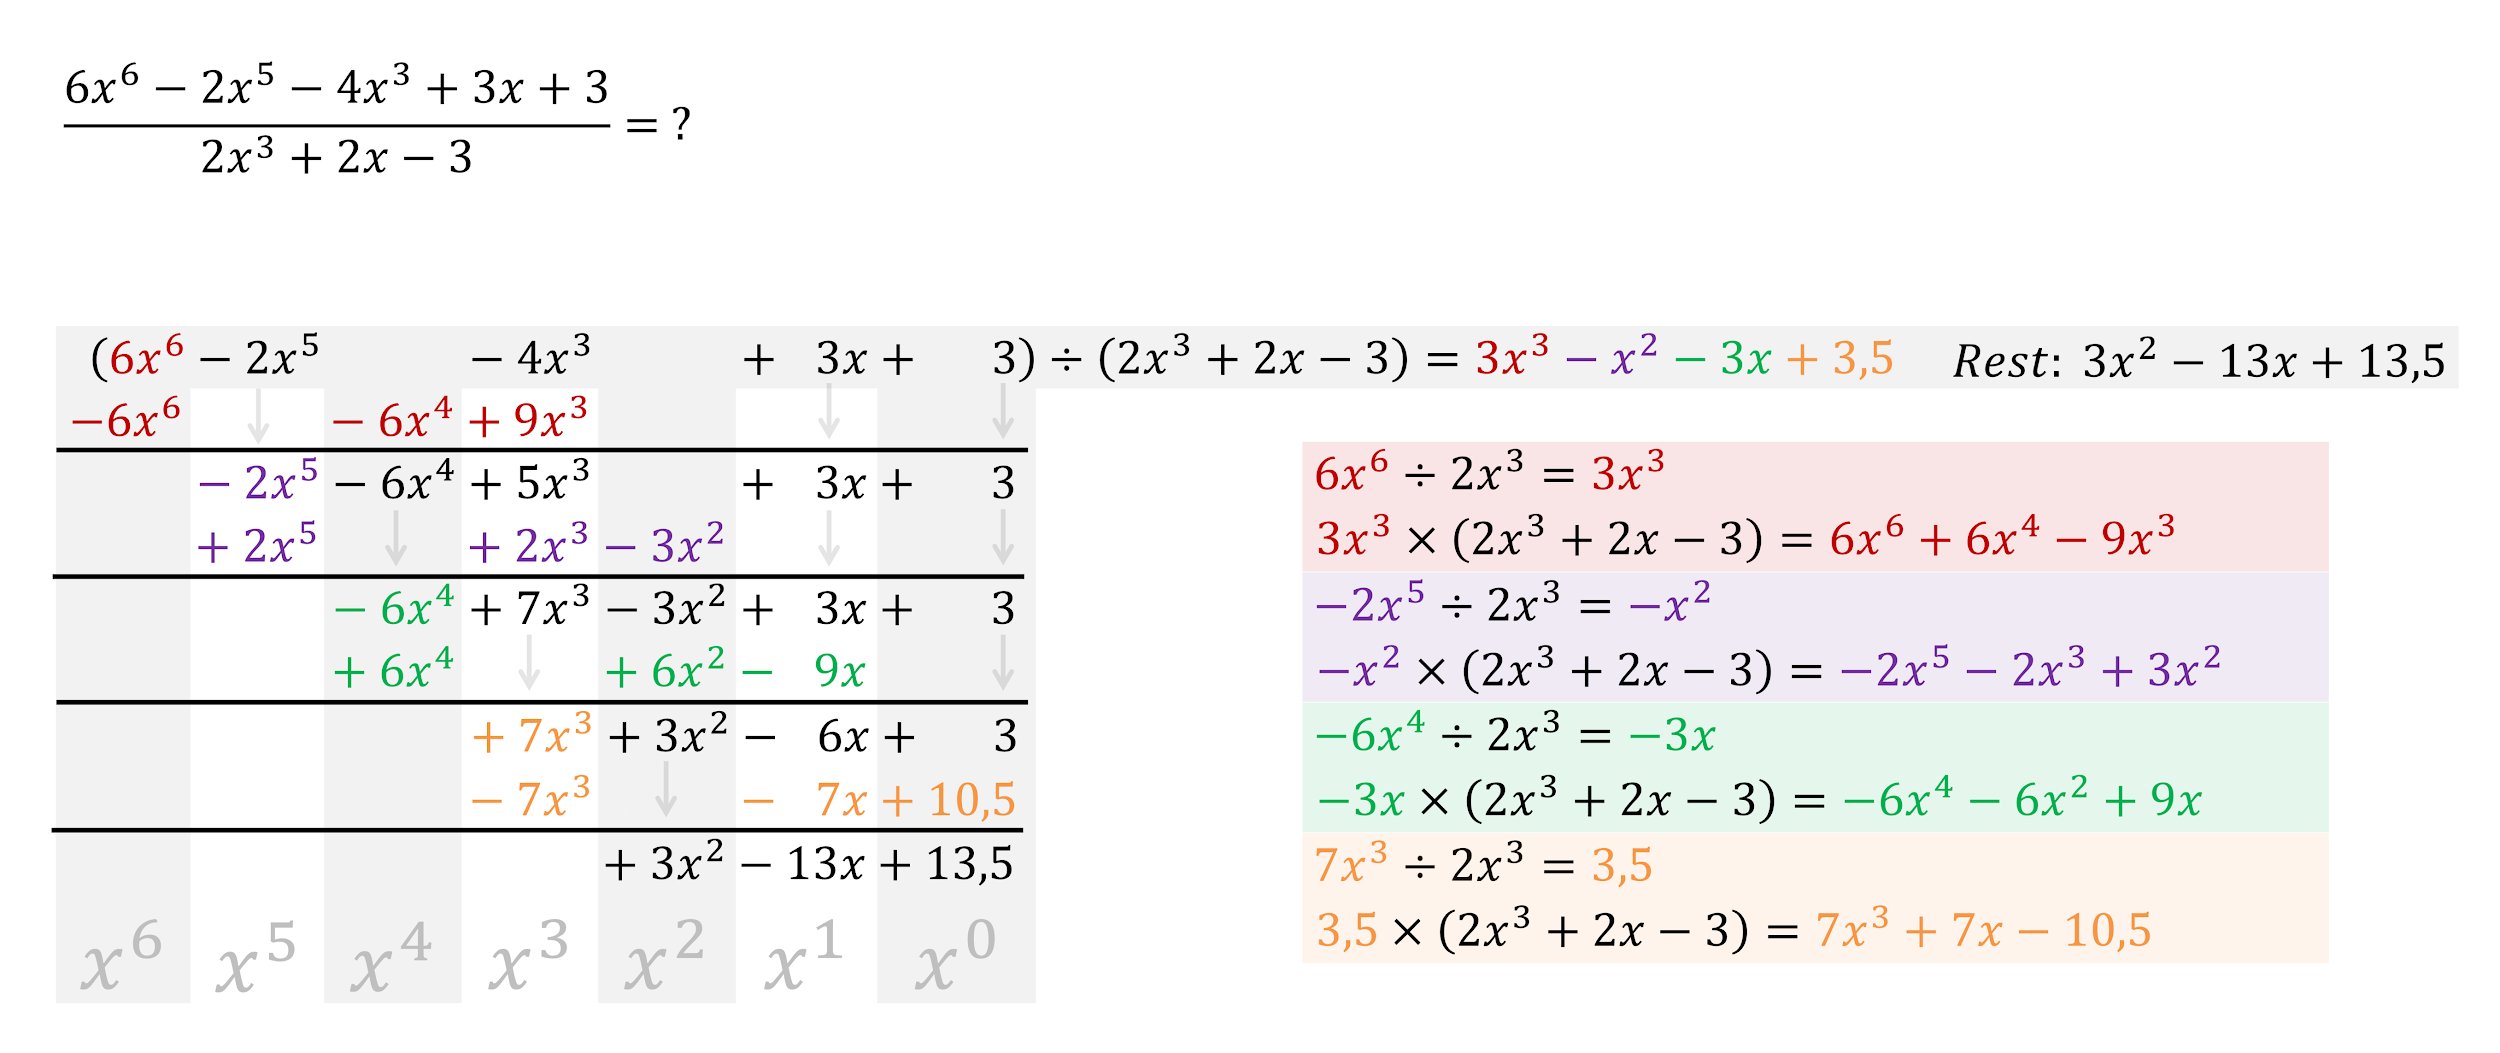 (6x⁶ − 2x⁵ − 4x³ + 3x + 3) / (2x³ + 2x − 3) = ?
(6x⁶ − 2x⁵ − 4x³ + 3x + 3) ÷ (2x³ + 2x − 3) = 3x³ − x² − 3x + 3,5 Rest: 3x² − 13x + 13,5
−6x⁶ − 6x⁴ + 9x³
− 2x⁵ − 6x⁴ + 5x³ + 3x + 3
+ 2x⁵ + 2x³ − 3x²
− 6x⁴ + 7x³ − 3x² + 3x + 3
+ 6x⁴ + 6x² − 9x
+ 7x³ + 3x² − 6x + 3
− 7x³ − 7x + 10,5
+ 3x² − 13x + 13,5
x⁶ x⁵ x⁴ x³ x² x¹ x⁰
6x⁶ ÷ 2x³ = 3x³
3x³ × (2x³ + 2x − 3) = 6x⁶ + 6x⁴ − 9x³
−2x⁵ ÷ 2x³ = −x²
−x² × (2x³ + 2x − 3) = −2x⁵ − 2x³ + 3x²
−6x⁴ ÷ 2x³ = −3x
−3x × (2x³ + 2x − 3) = −6x⁴ − 6x² + 9x
7x³ ÷ 2x³ = 3,5
3,5 × (2x³ + 2x − 3) = 7x³ + 7x − 10,5